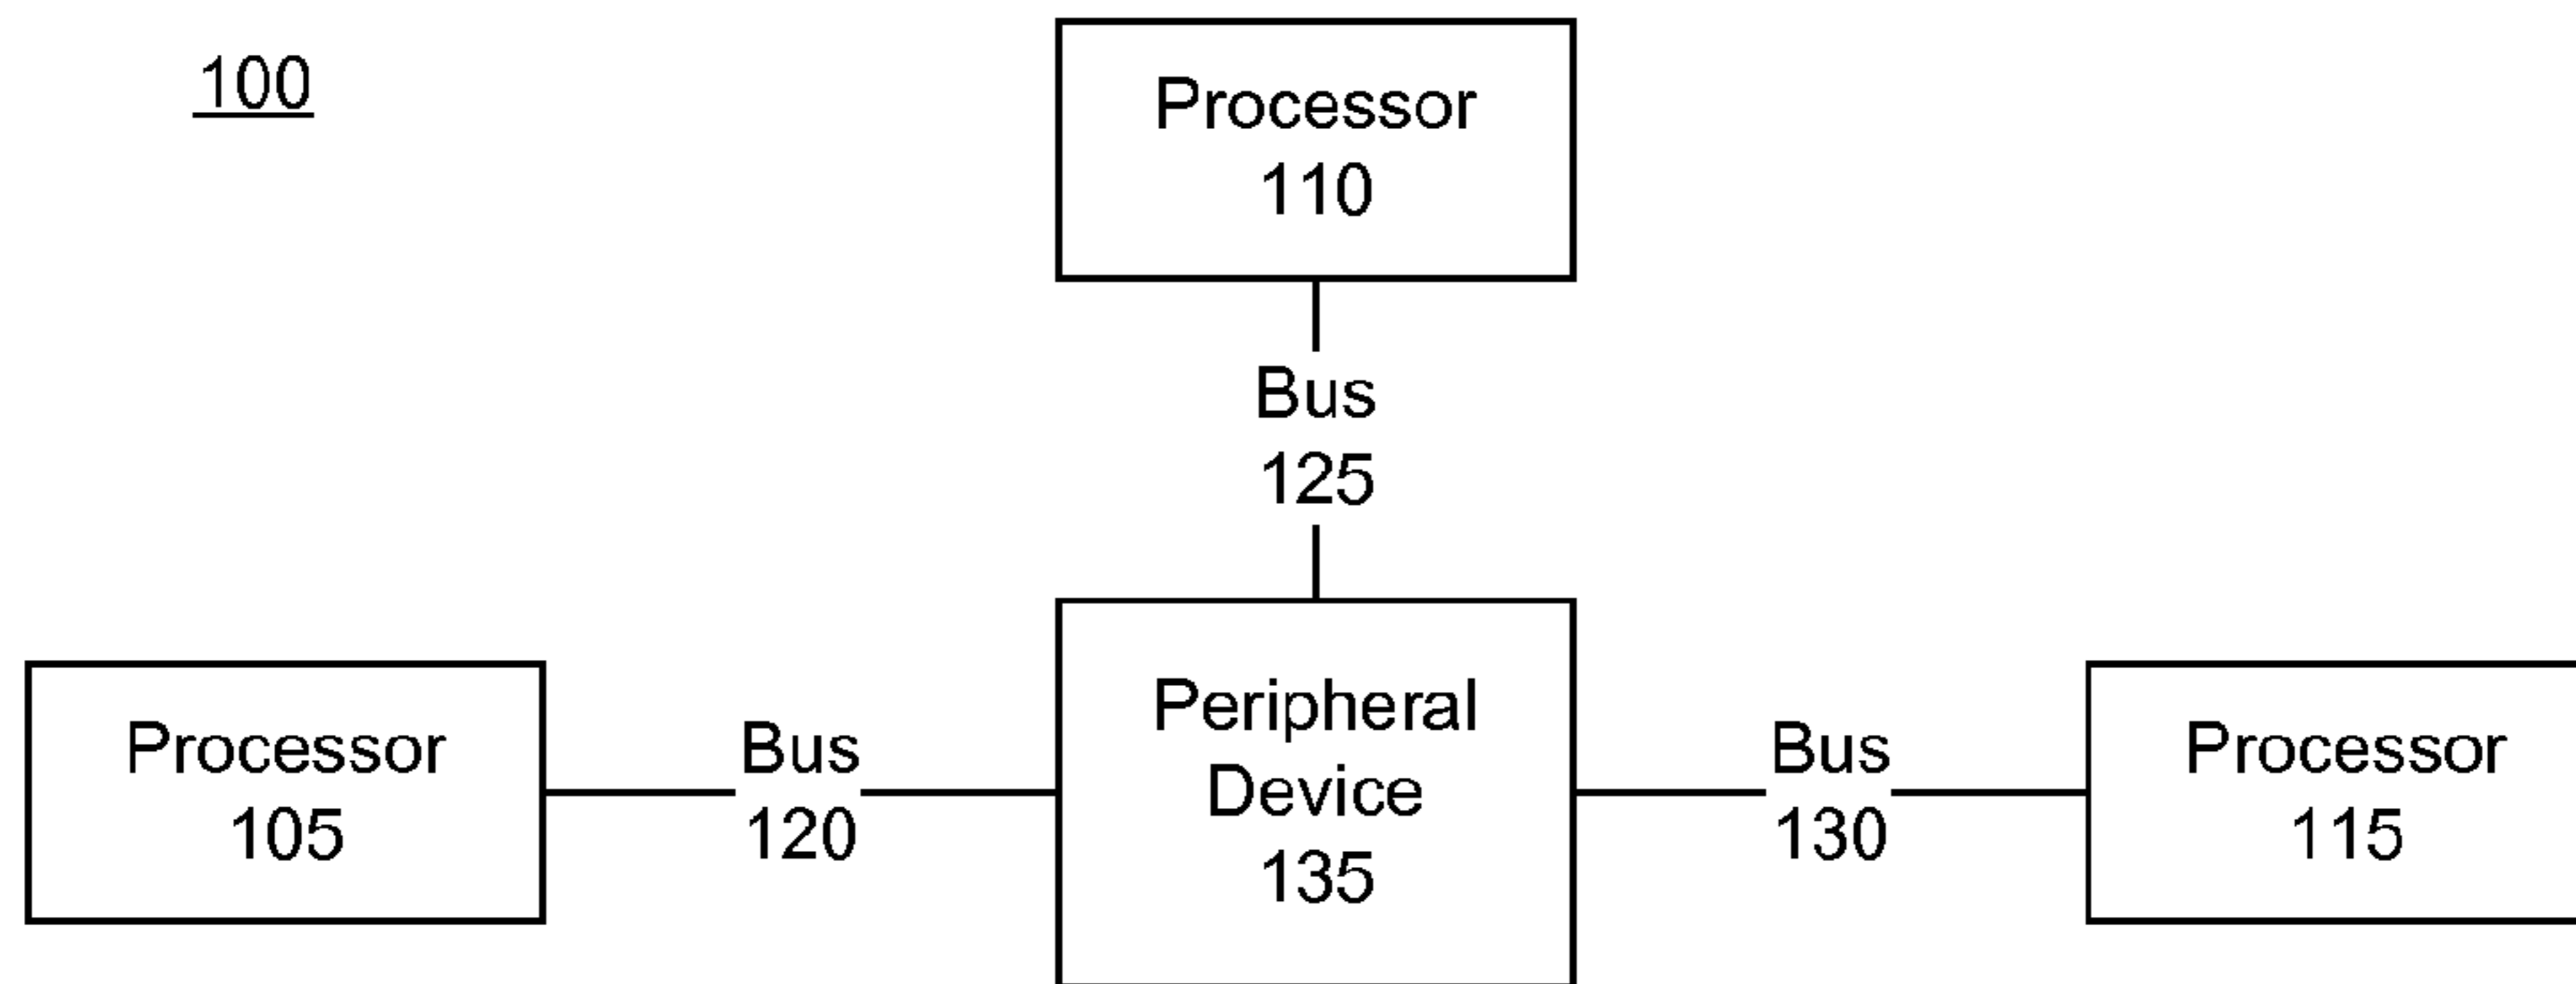 100
Processor
110
Bus
125
Processor
105
Bus
120
Peripheral
Device
135
Bus
130
Processor
115